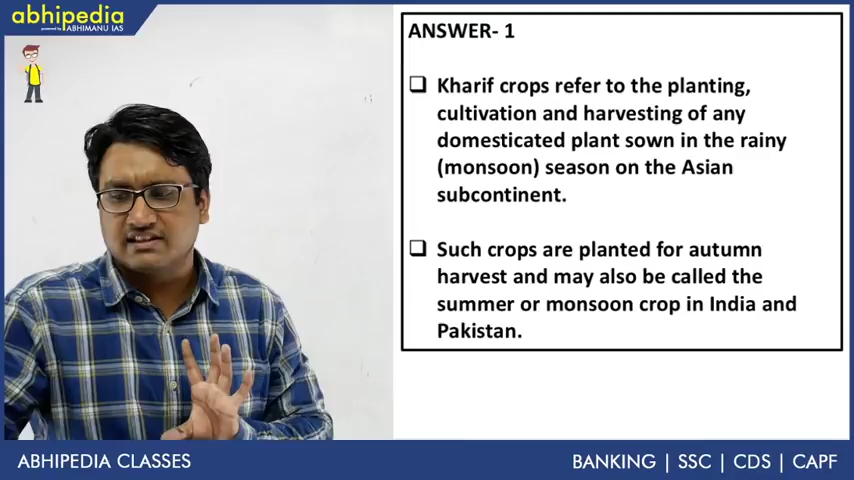 abhipedia
powered by ABHIMANU IAS
ANSWER- 1
Kharif crops refer to the planting,
cultivation and harvesting of any
domesticated plant sown in the rainy
(monsoon) season on the Asian
subcontinent.
Such crops are planted for autumn
harvest and may also be called the
summer or monsoon crop in India and
Pakistan.
ABHIPEDIA CLASSES
BANKING | SSC | CDS | CAPF